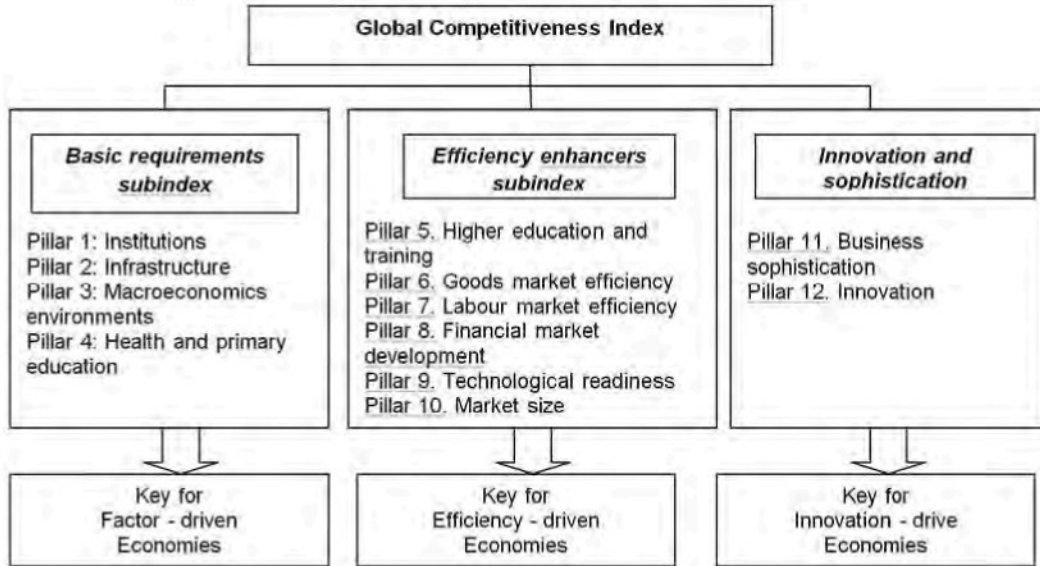 Global Competitiveness Index
Basic requirements
subindex
Pillar 1: Institutions
Pillar 2: Infrastructure
Pillar 3: Macroeconomics
environments
Pillar 4: Health and primary
education
Key for
Factor - driven
Economies
Efficiency enhancers
subindex
Pillar 5. Higher education and
training
Pillar 6. Goods market efficiency
Pillar 7. Labour market efficiency
Pillar 8. Financial market
development
Pillar 9. Technological readiness
Pillar 10. Market size
Key for
Efficiency - driven
Economies
Innovation and
sophistication
Pillar 11. Business
sophistication
Pillar 12. Innovation
Key for
Innovation - drive
Economies